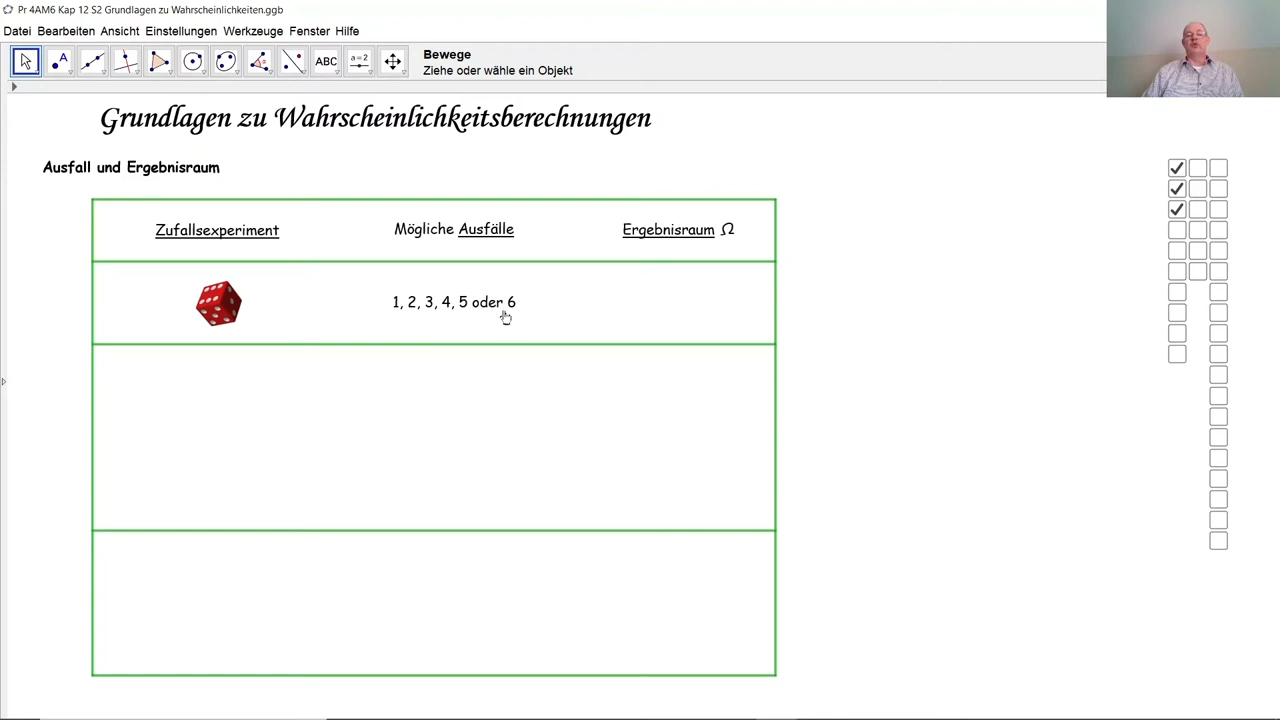 Pr 4AM6 Kap 12 S2 Grundlagen zu Wahrscheinlichkeiten.ggb
Datei Bearbeiten Ansicht Einstellungen Werkzeuge Fenster Hilfe
A
ABC
a=2
Bewege
Ziehe oder wähle ein Objekt
Grundlagen zu Wahrscheinlichkeitsberechnungen
Ausfall und Ergebnisraum
Zufallsexperiment Mögliche Ausfälle Ergebnisraum Ω
1, 2, 3, 4, 5 oder 6